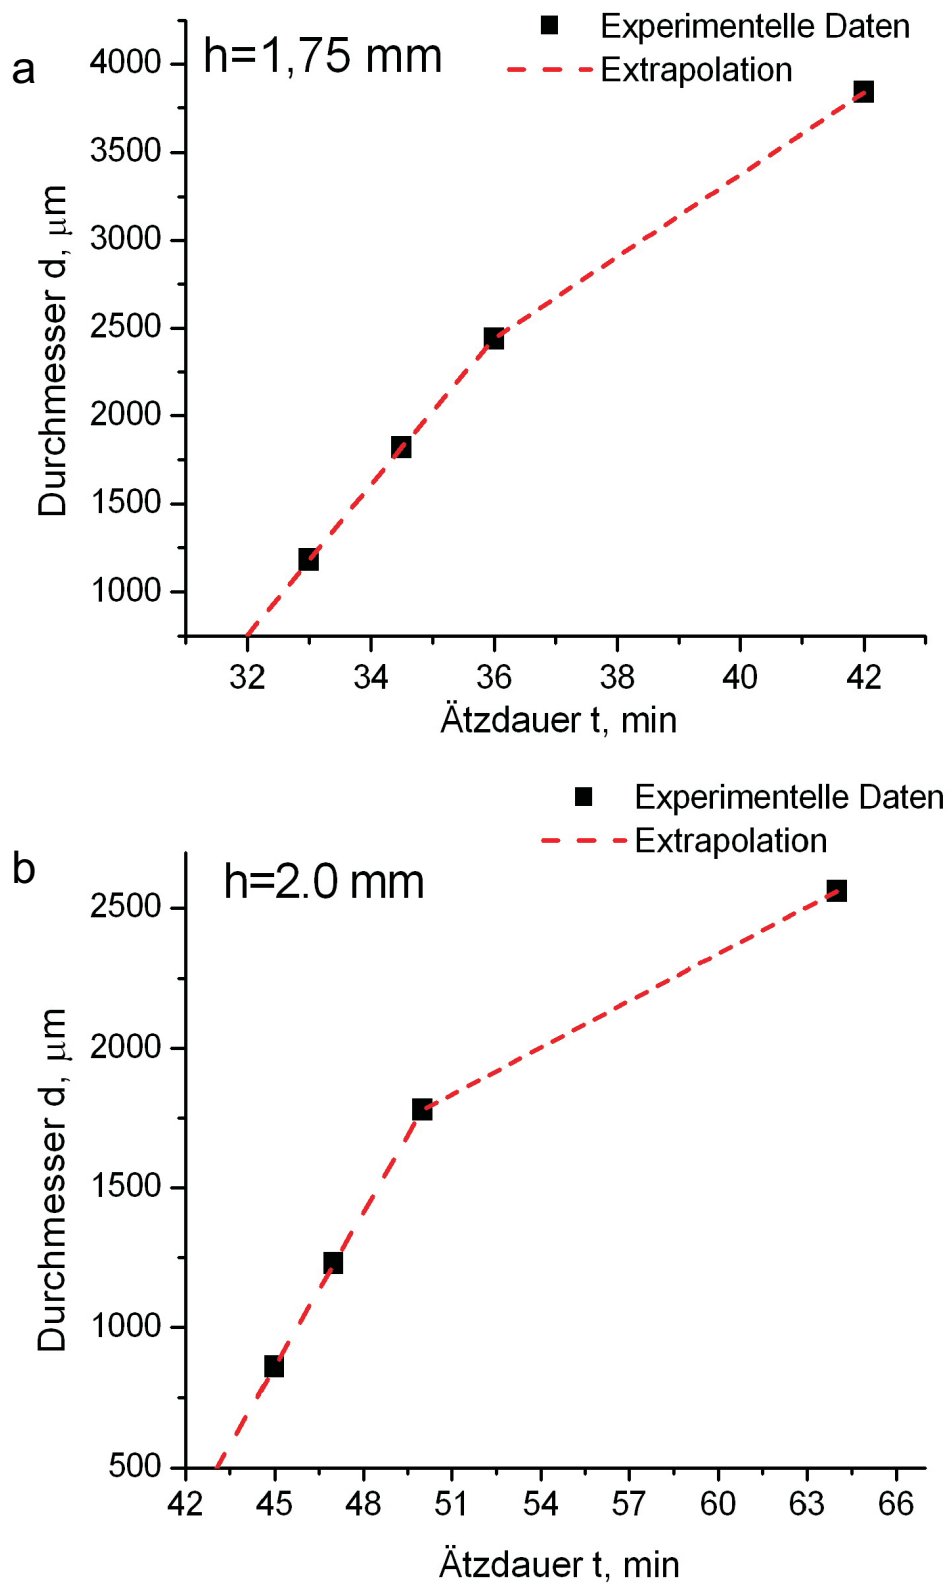 a
h=1,75 mm
Experimentelle Daten
Extrapolation
4000
3500
3000
2500
2000
1500
1000
Durchmesser d, μm
32 34 36 38 40 42
Ätzdauer t, min
b
h=2.0 mm
Experimentelle Daten
Extrapolation
2500
2000
1500
1000
500
Durchmesser d, μm
42 45 48 51 54 57 60 63 66
Ätzdauer t, min